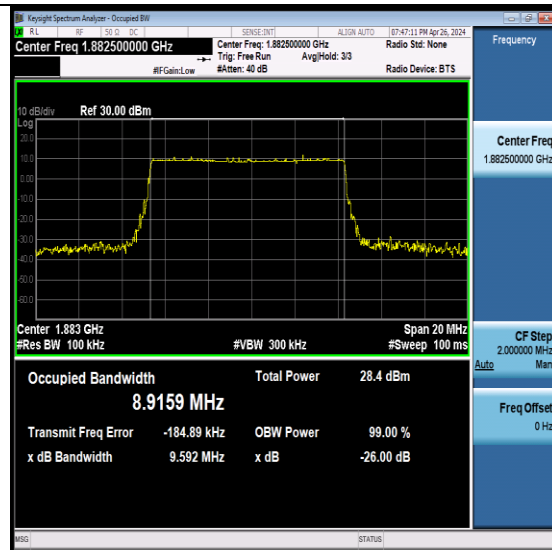 Keysight Spectrum Analyzer - Occupied BW
RL RF 50 Ω DC SENSE:INT ALIGN AUTO 07:47:11 PM Apr 26, 2024
Center Freq 1.882500000 GHz
Center Freq: 1.882500000 GHz
Radio Std: None
Trig: Free Run Avg|Hold: 3/3
#IFGain:Low #Atten: 40 dB Radio Device: BTS
10 dB/div Ref 30.00 dBm
Log
20.0
10.0
0.00
-10.0
-20.0
-30.0
-40.0
-50.0
-60.0
Center 1.883 GHz Span 20 MHz
#Res BW 100 kHz #VBW 300 kHz #Sweep 100 ms
Occupied Bandwidth Total Power 28.4 dBm
8.9159 MHz
Transmit Freq Error -184.89 kHz OBW Power 99.00 %
x dB Bandwidth 9.592 MHz x dB -26.00 dB
MSG STATUS
Frequency
Center Freq
1.882500000 GHz
CF Step
2.000000 MHz
Auto Man
Freq Offset
0 Hz